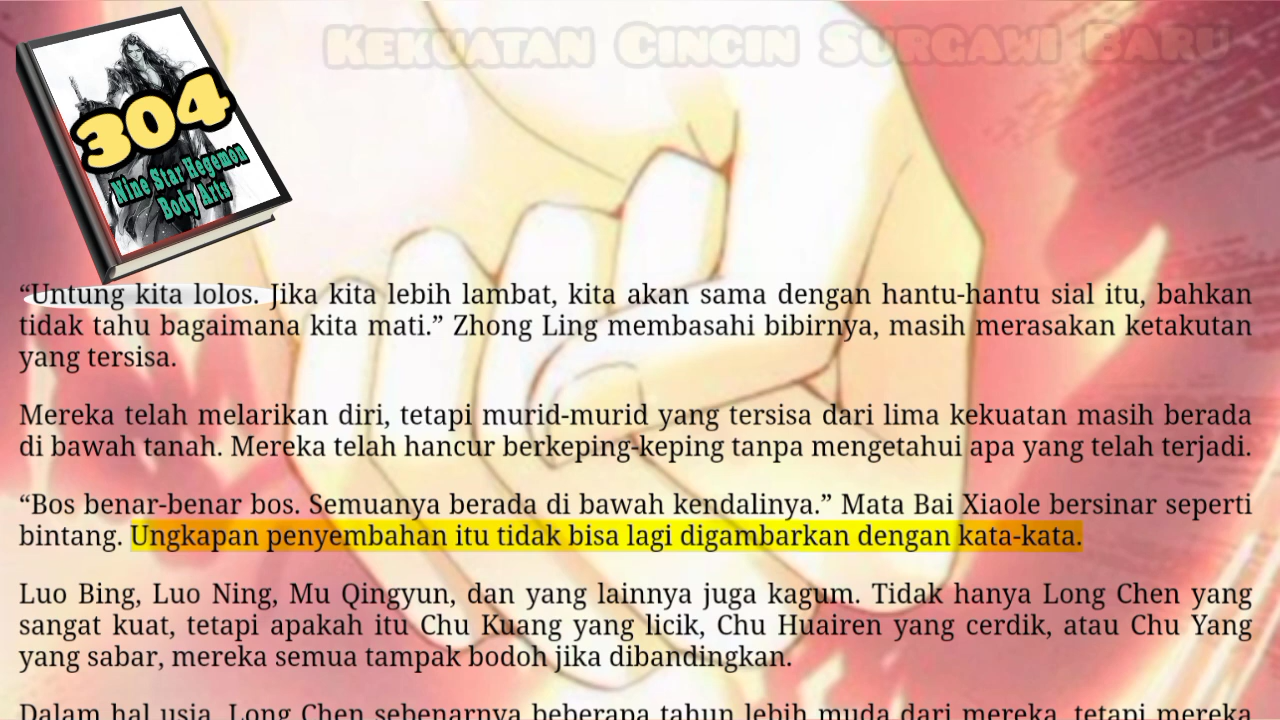 Kekuatan Cincin Surgawi Baru
304
Nine Star Hegemon
Body Arts
“Untung kita lolos. Jika kita lebih lambat, kita akan sama dengan hantu-hantu sial itu, bahkan
tidak tahu bagaimana kita mati.” Zhong Ling membasahi bibirnya, masih merasakan ketakutan
yang tersisa.
Mereka telah melarikan diri, tetapi murid-murid yang tersisa dari lima kekuatan masih berada
di bawah tanah. Mereka telah hancur berkeping-keping tanpa mengetahui apa yang telah terjadi.
“Bos benar-benar bos. Semuanya berada di bawah kendalinya.” Mata Bai Xiaole bersinar seperti
bintang. Ungkapan penyembahan itu tidak bisa lagi digambarkan dengan kata-kata.
Luo Bing, Luo Ning, Mu Qingyun, dan yang lainnya juga kagum. Tidak hanya Long Chen yang
sangat kuat, tetapi apakah itu Chu Kuang yang licik, Chu Huairen yang cerdik, atau Chu Yang
yang sabar, mereka semua tampak bodoh jika dibandingkan.
Dalam hal usia, Long Chen sebenarnya beberapa tahun lebih muda dari mereka, tetapi mereka